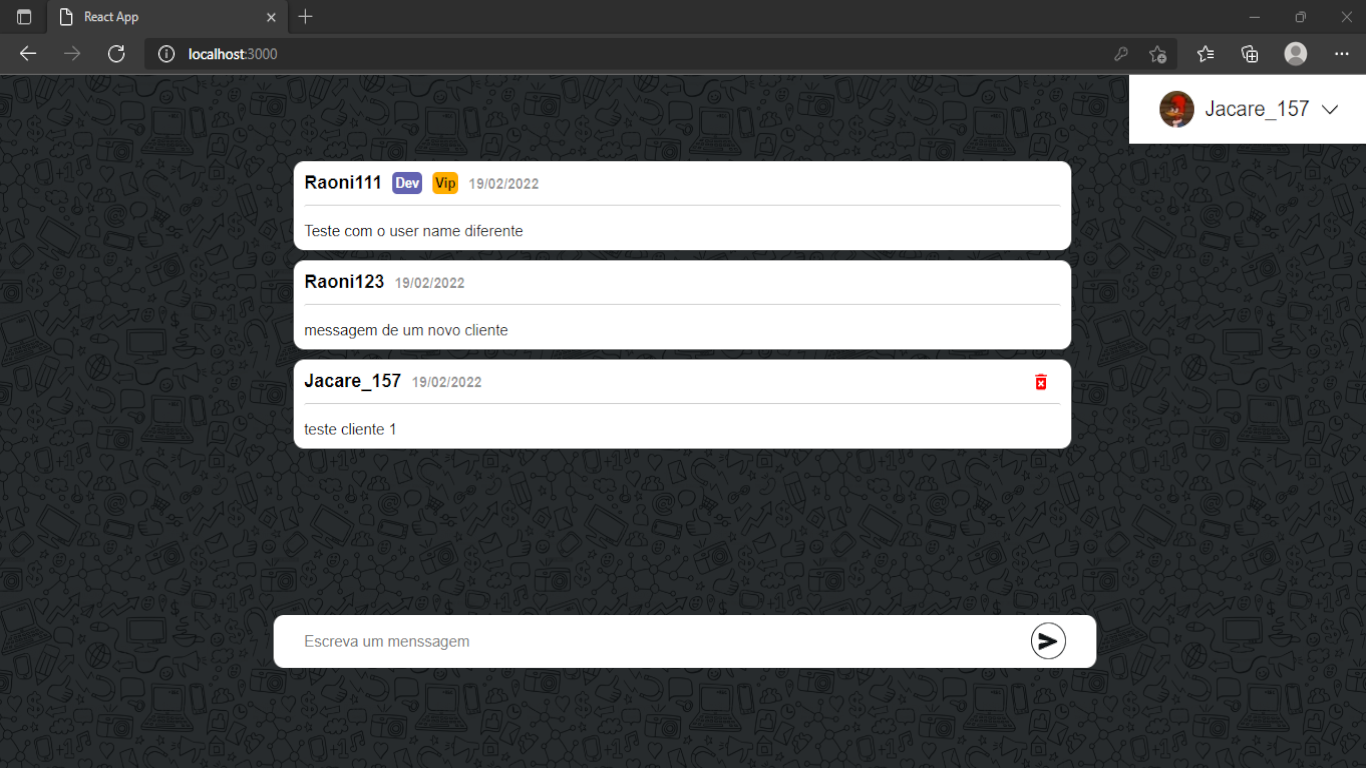 React App
localhost:3000
Jacare_157
Raoni111 Dev Vip 19/02/2022
Teste com o user name diferente
Raoni123 19/02/2022
messagem de um novo cliente
Jacare_157 19/02/2022
teste cliente 1
Escreva um menssagem